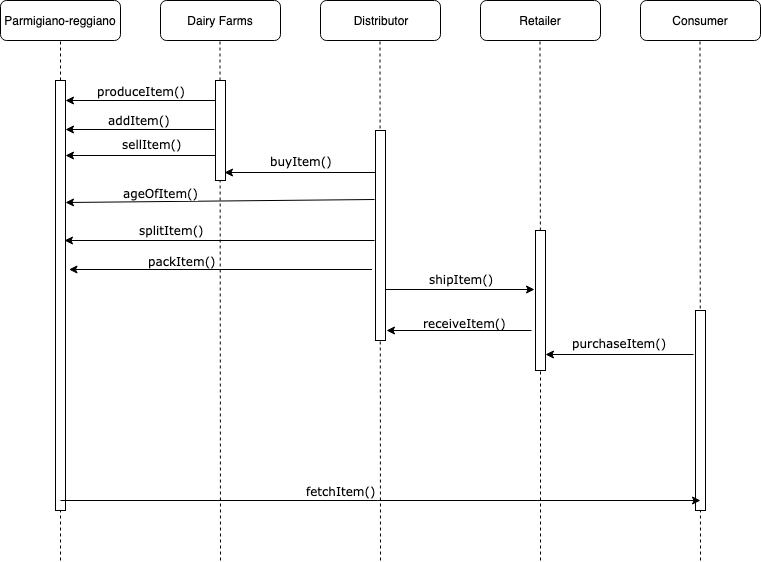 Parmigiano-reggiano
Dairy Farms
Distributor
Retailer
Consumer
produceItem()
addItem()
sellItem()
buyItem()
ageOfItem()
splitItem()
packItem()
shipItem()
receiveItem()
purchaseItem()
fetchItem()